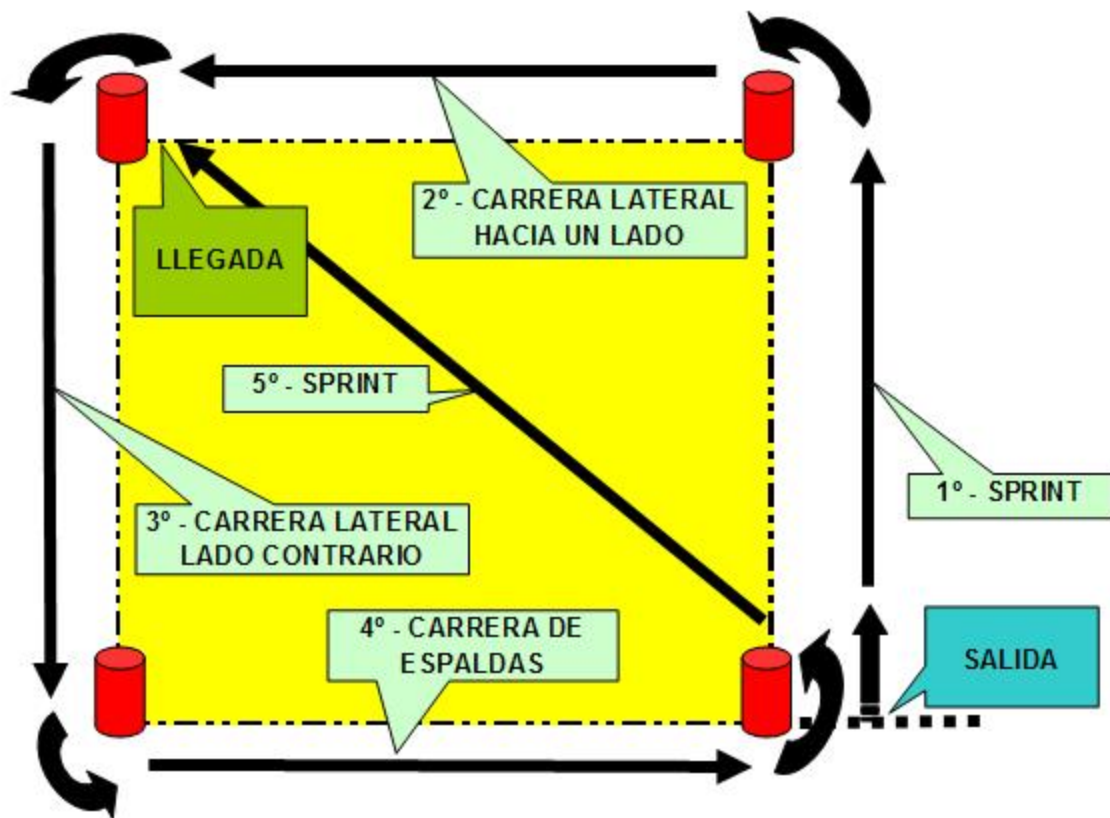 2º - CARRERA LATERAL
HACIA UN LADO
LLEGADA
5º - SPRINT
1º - SPRINT
3º - CARRERA LATERAL
LADO CONTRARIO
4º - CARRERA DE
ESPALDAS
SALIDA